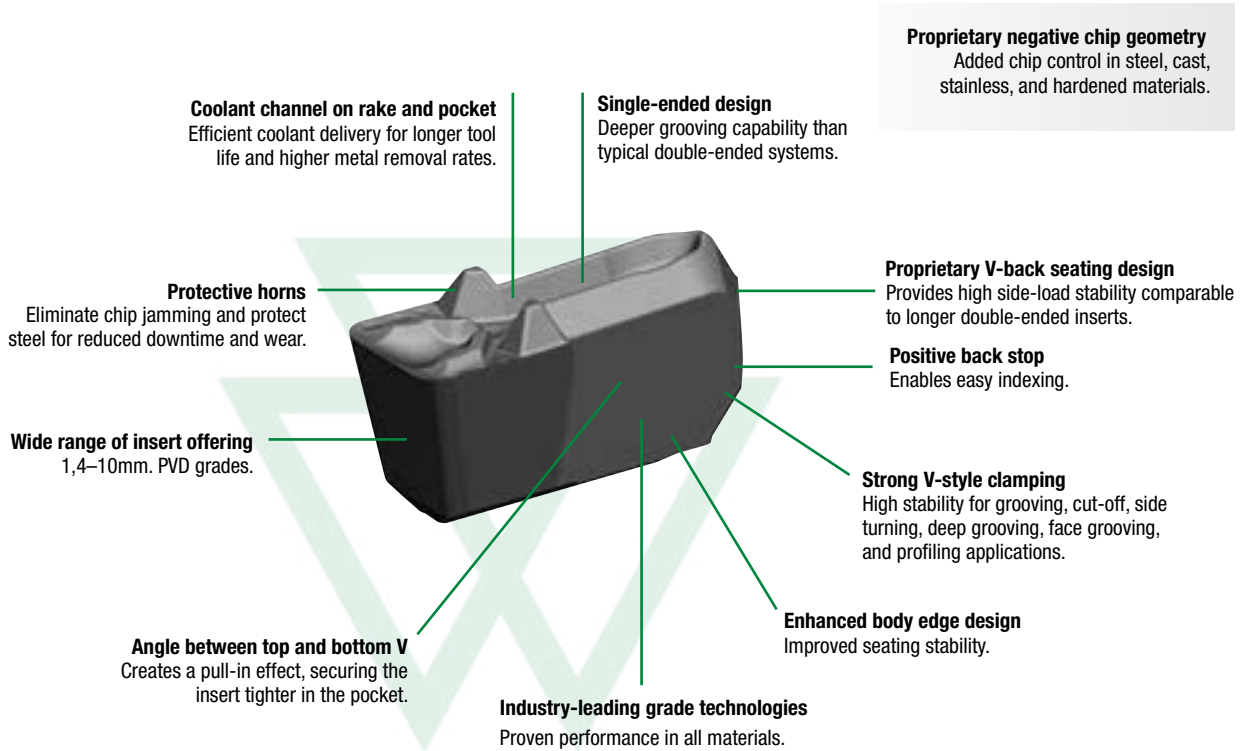 Proprietary negative chip geometry
Added chip control in steel, cast,
stainless, and hardened materials.
Coolant channel on rake and pocket
Efficient coolant delivery for longer tool
life and higher metal removal rates.
Single-ended design
Deeper grooving capability than
typical double-ended systems.
Protective horns
Eliminate chip jamming and protect
steel for reduced downtime and wear.
Proprietary V-back seating design
Provides high side-load stability comparable
to longer double-ended inserts.
Positive back stop
Enables easy indexing.
Wide range of insert offering
1,4–10mm. PVD grades.
Strong V-style clamping
High stability for grooving, cut-off, side
turning, deep grooving, face grooving,
and profiling applications.
Enhanced body edge design
Improved seating stability.
Angle between top and bottom V
Creates a pull-in effect, securing the
insert tighter in the pocket.
Industry-leading grade technologies
Proven performance in all materials.